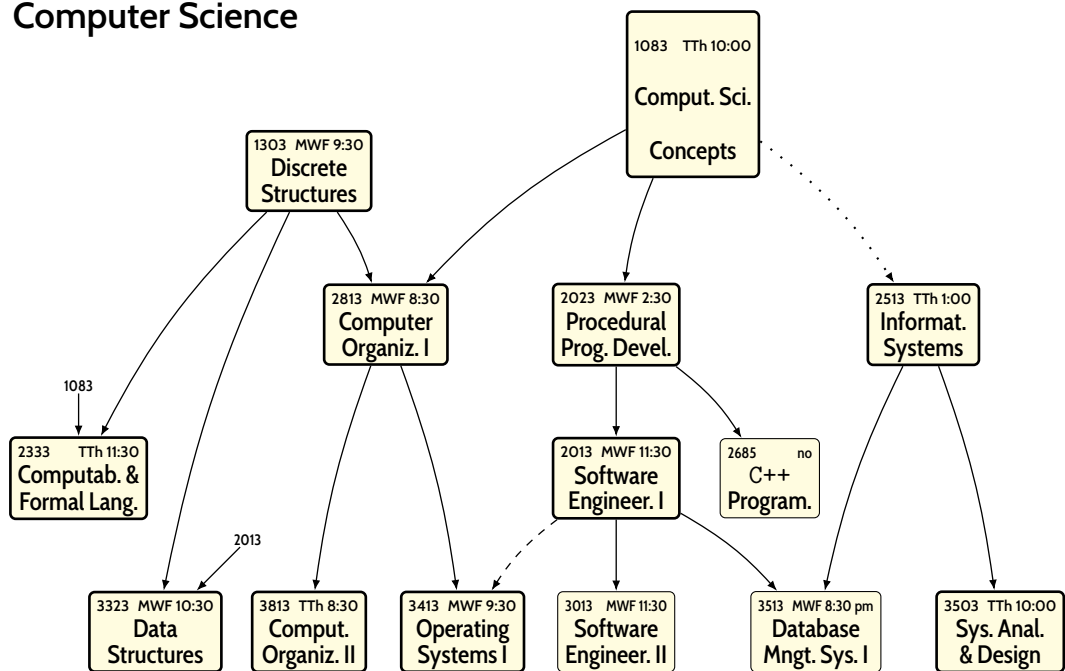 Computer Science
1083 TTh 10:00
Comput. Sci.
Concepts
1303 MWF 9:30
Discrete
Structures
2813 MWF 8:30
Computer
Organiz. I
2023 MWF 2:30
Procedural
Prog. Devel.
2513 TTh 1:00
Informat.
Systems
1083
2333 TTh 11:30
Computab. &
Formal Lang.
2013 MWF 11:30
Software
Engineer. I
2685 no
C++
Program.
2013
3323 MWF 10:30
Data
Structures
3813 TTh 8:30
Comput.
Organiz. II
3413 MWF 9:30
Operating
Systems I
3013 MWF 11:30
Software
Engineer. II
3513 MWF 8:30 pm
Database
Mngt. Sys. I
3503 TTh 10:00
Sys. Anal.
& Design